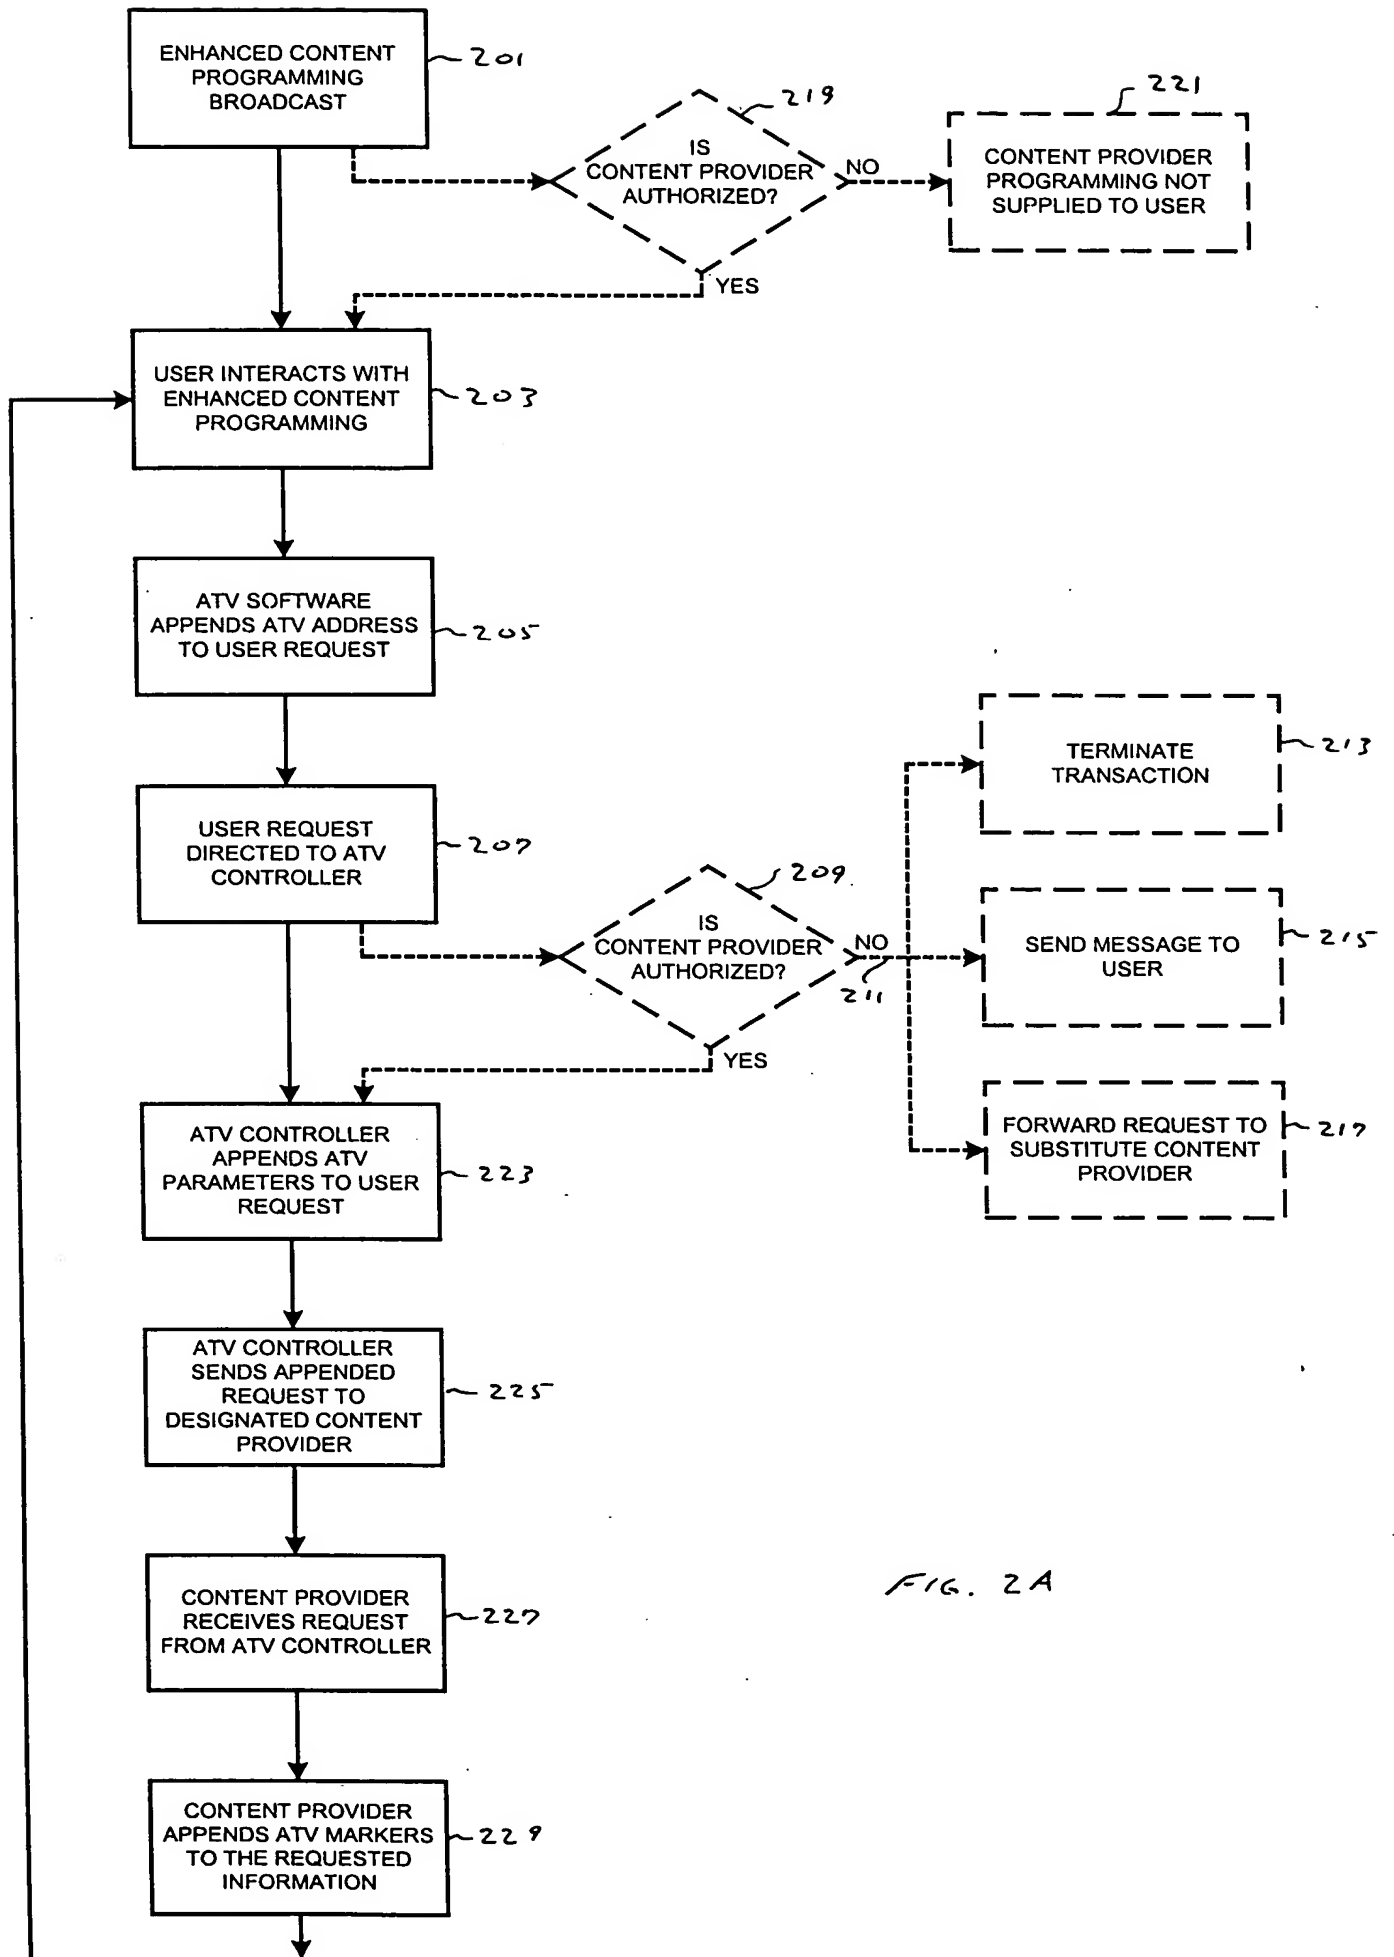 ENHANCED CONTENT
PROGRAMMING
BROADCAST
201
IS
CONTENT PROVIDER
AUTHORIZED?
219
NO
YES
221
CONTENT PROVIDER
PROGRAMMING NOT
SUPPLIED TO USER
USER INTERACTS WITH
ENHANCED CONTENT
PROGRAMMING
203
ATV SOFTWARE
APPENDS ATV ADDRESS
TO USER REQUEST
205
USER REQUEST
DIRECTED TO ATV
CONTROLLER
207
IS
CONTENT PROVIDER
AUTHORIZED?
209
NO
211
YES
TERMINATE
TRANSACTION
213
SEND MESSAGE TO
USER
215
FORWARD REQUEST TO
SUBSTITUTE CONTENT
PROVIDER
217
ATV CONTROLLER
APPENDS ATV
PARAMETERS TO USER
REQUEST
223
ATV CONTROLLER
SENDS APPENDED
REQUEST TO
DESIGNATED CONTENT
PROVIDER
225
CONTENT PROVIDER
RECEIVES REQUEST
FROM ATV CONTROLLER
227
FIG. 2A
CONTENT PROVIDER
APPENDS ATV MARKERS
TO THE REQUESTED
INFORMATION
229